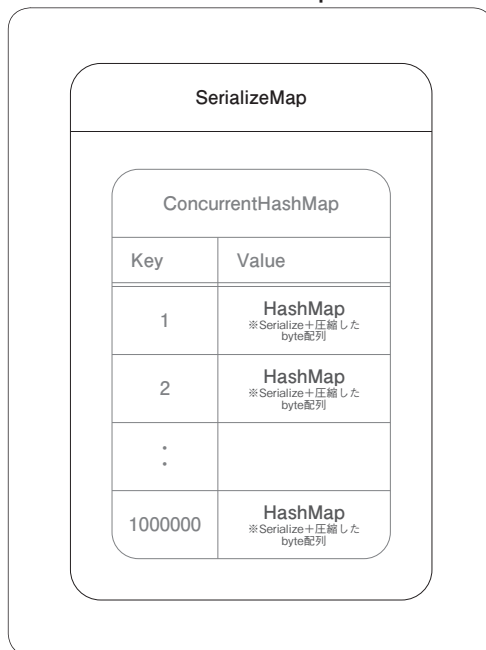 SerializeMap
ConcurrentHashMap
Key Value
1 HashMap
※Serialize＋圧縮した
byte配列
2 HashMap
※Serialize＋圧縮した
byte配列
:
1000000 HashMap
※Serialize＋圧縮した
byte配列